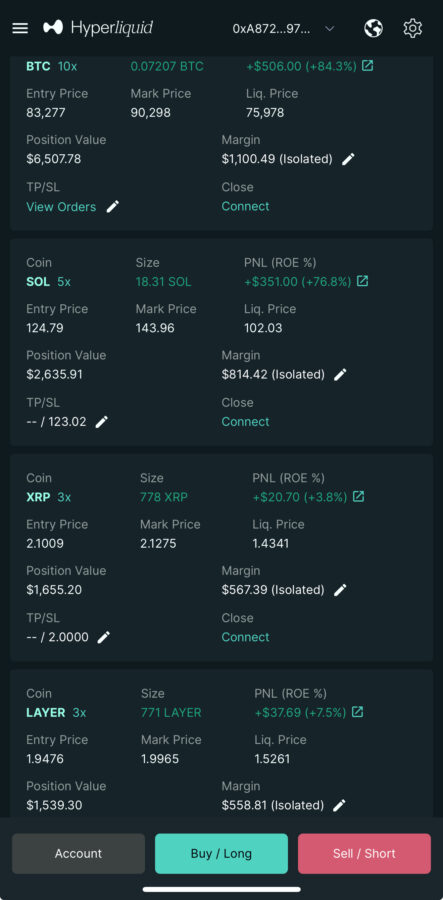 Hyperliquid 0xA872...97...
BTC 10x 0.07207 BTC +$506.00 (+84.3%)
Entry Price Mark Price Liq. Price
83,277 90,298 75,978
Position Value Margin
$6,507.78 $1,100.49 (Isolated)
TP/SL Close
View Orders Connect
Coin Size PNL (ROE %)
SOL 5x 18.31 SOL +$351.00 (+76.8%)
Entry Price Mark Price Liq. Price
124.79 143.96 102.03
Position Value Margin
$2,635.91 $814.42 (Isolated)
TP/SL Close
-- / 123.02 Connect
Coin Size PNL (ROE %)
XRP 3x 778 XRP +$20.70 (+3.8%)
Entry Price Mark Price Liq. Price
2.1009 2.1275 1.4341
Position Value Margin
$1,655.20 $567.39 (Isolated)
TP/SL Close
-- / 2.0000 Connect
Coin Size PNL (ROE %)
LAYER 3x 771 LAYER +$37.69 (+7.5%)
Entry Price Mark Price Liq. Price
1.9476 1.9965 1.5261
Position Value Margin
$1,539.30 $558.81 (Isolated)
Account Buy / Long Sell / Short